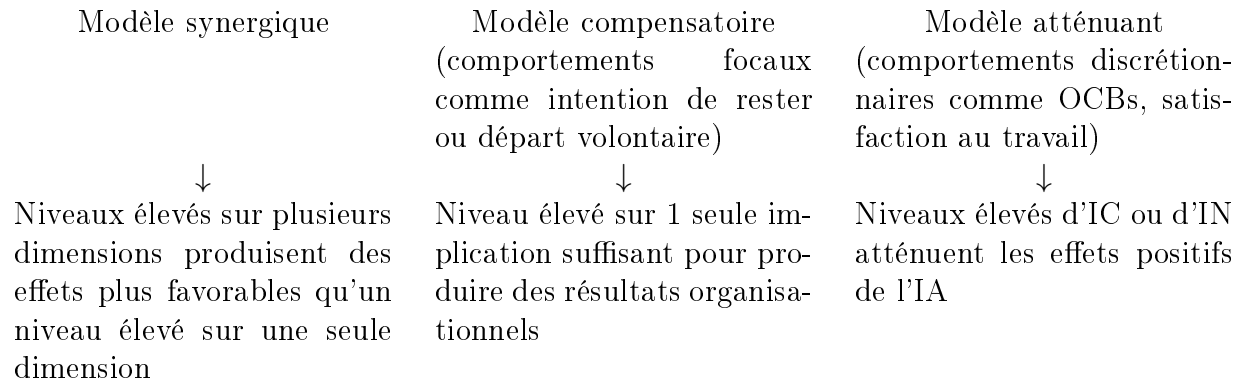 Modèle synergique
↓
Niveaux élevés sur plusieurs
dimensions produisent des
effets plus favorables qu'un
niveau élevé sur une seule
dimension
Modèle compensatoire
(comportements focaux
comme intention de rester
ou départ volontaire)
↓
Niveau élevé sur 1 seule im-
plication suffisant pour pro-
duire des résultats organisa-
tionnels
Modèle atténuant
(comportements discrétion-
naires comme OCBs, satis-
faction au travail)
↓
Niveaux élevés d'IC ou d'IN
atténuent les effets positifs
de l'IA